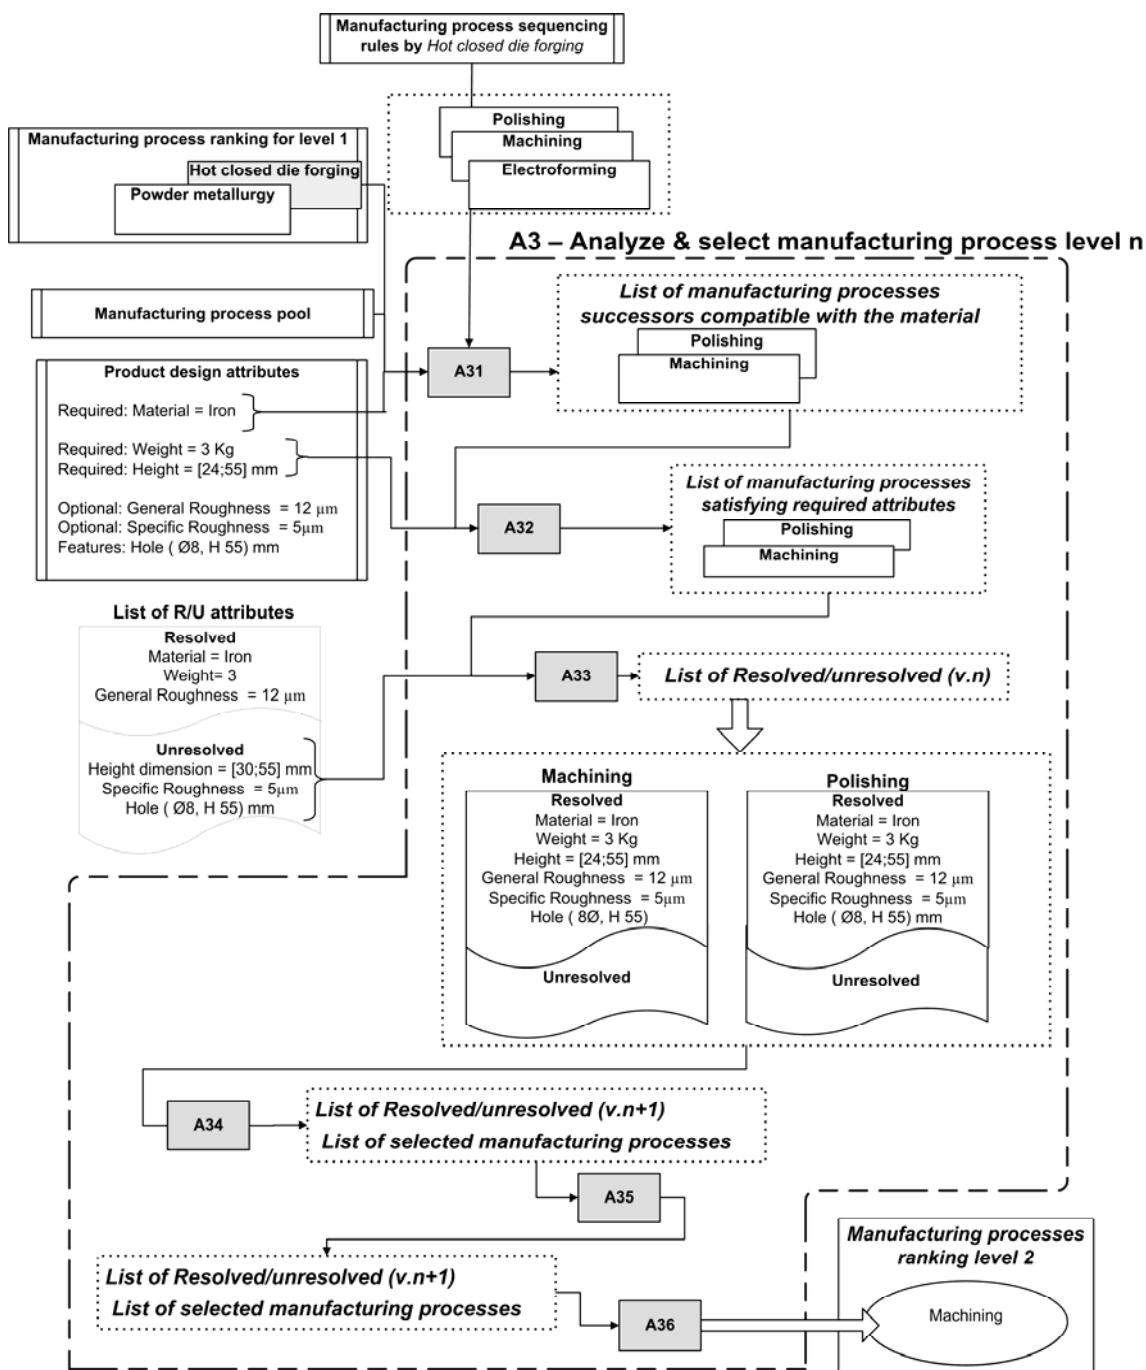 Manufacturing process sequencing
rules by Hot closed die forging
Polishing
Machining
Electroforming
Manufacturing process ranking for level 1
Hot closed die forging
Powder metallurgy
A3 – Analyze & select manufacturing process level n
List of manufacturing processes
successors compatible with the material
Polishing
Machining
Manufacturing process pool
A31
Product design attributes
Required: Material = Iron
Required: Weight = 3 Kg
Required: Height = [24;55] mm
Optional: General Roughness = 12 µm
Optional: Specific Roughness = 5µm
Features: Hole ( Ø8, H 55) mm
List of manufacturing processes
satisfying required attributes
Polishing
Machining
A32
List of R/U attributes
Resolved
Material = Iron
Weight= 3
General Roughness = 12 µm
Unresolved
Height dimension = [30;55] mm
Specific Roughness = 5µm
Hole ( Ø8, H 55) mm
A33
List of Resolved/unresolved (v.n)
Machining
Resolved
Material = Iron
Weight = 3 Kg
Height = [24;55] mm
General Roughness = 12 µm
Specific Roughness = 5µm
Hole ( 8Ø, H 55)
Unresolved
Polishing
Resolved
Material = Iron
Weight = 3 Kg
Height = [24;55] mm
General Roughness = 12 µm
Specific Roughness = 5µm
Hole ( Ø8, H 55) mm
Unresolved
A34
List of Resolved/unresolved (v.n+1)
List of selected manufacturing processes
A35
List of Resolved/unresolved (v.n+1)
List of selected manufacturing processes
A36
Manufacturing processes
ranking level 2
Machining